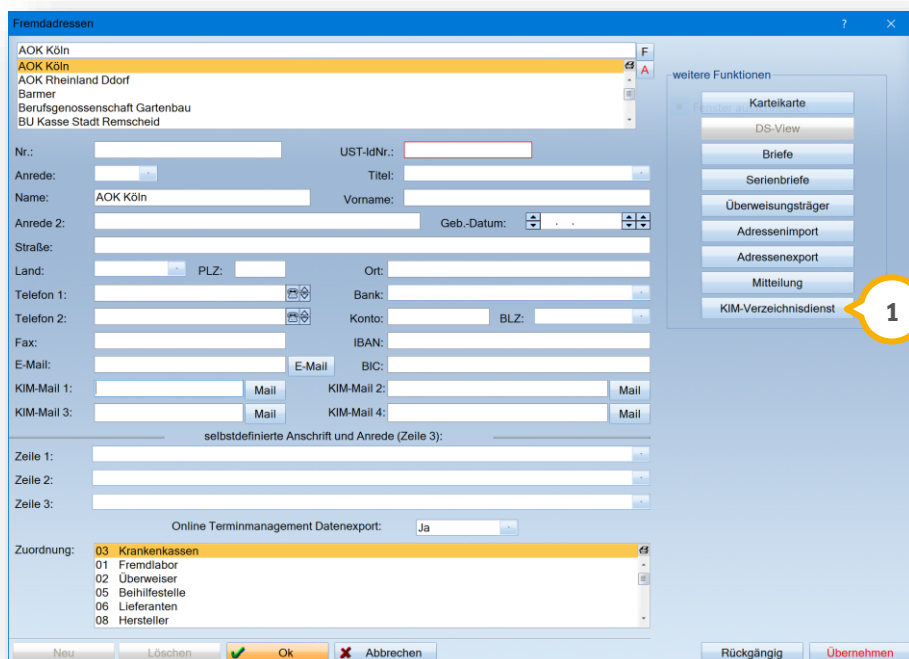 Fremdadressen ? ×
AOK Köln F
AOK Köln A
AOK Rheinland Ddorf
Barmer
Berufsgenossenschaft Gartenbau
BU Kasse Stadt Remscheid
weitere Funktionen
Karteikarte
DS-View
Briefe
Serienbriefe
Überweisungsträger
Adressenimport
Adressenexport
Mitteilung
KIM-Verzeichnisdienst 1
Nr.: UST-IdNr.:
Anrede: Titel:
Name: AOK Köln Vorname:
Anrede 2: Geb.-Datum: . .
Straße:
Land: PLZ: Ort:
Telefon 1: Bank:
Telefon 2: Konto: BLZ:
Fax: IBAN:
E-Mail: E-Mail BIC:
KIM-Mail 1: Mail KIM-Mail 2: Mail
KIM-Mail 3: Mail KIM-Mail 4: Mail
selbstdefinierte Anschrift und Anrede (Zeile 3):
Zeile 1:
Zeile 2:
Zeile 3:
Online Terminmanagement Datenexport: Ja
Zuordnung: 03 Krankenkassen
01 Fremdlabor
02 Überweiser
05 Beihilfestelle
06 Lieferanten
08 Hersteller
Neu Löschen Ok Abbrechen Rückgängig Übernehmen